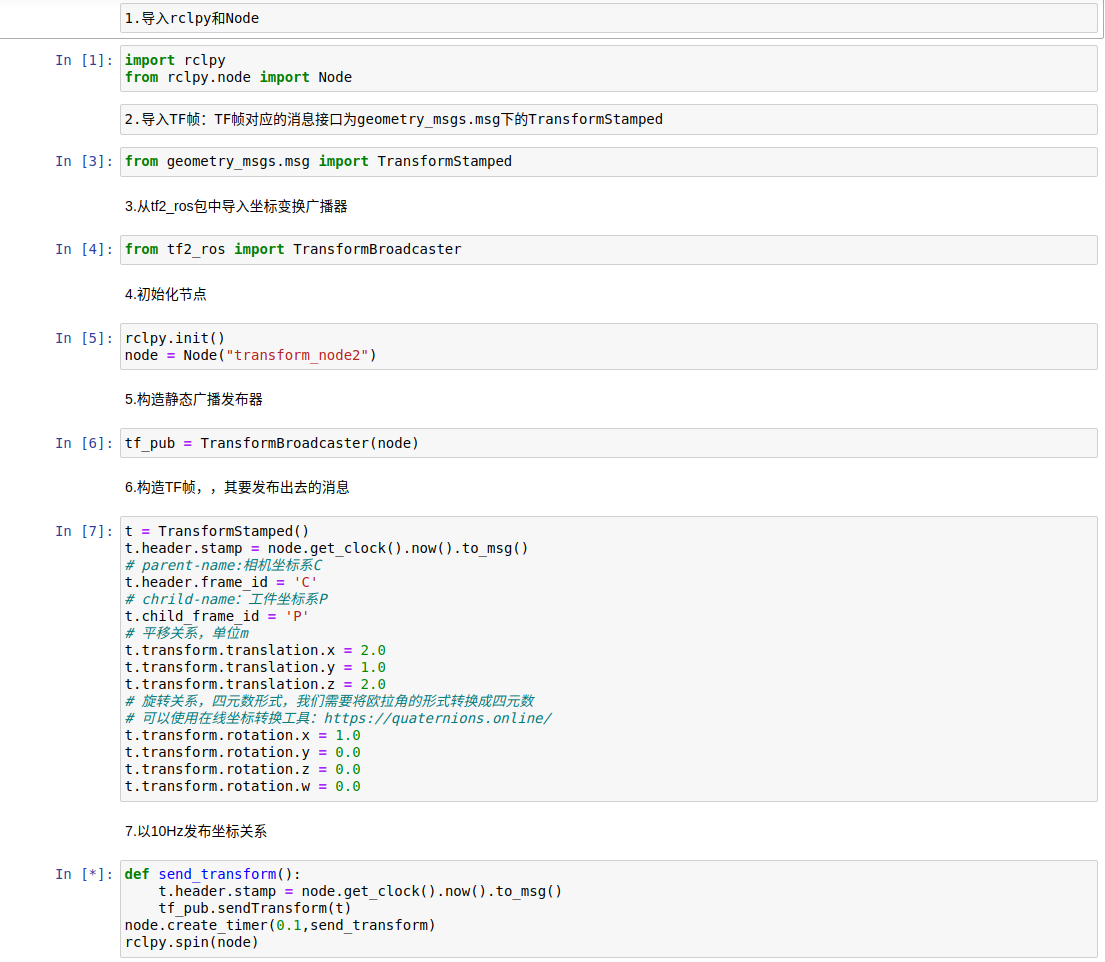 1.导入rclpy和Node
In [1]: import rclpy
from rclpy.node import Node
2.导入TF帧：TF帧对应的消息接口为geometry_msgs.msg下的TransformStamped
In [3]: from geometry_msgs.msg import TransformStamped
3.从tf2_ros包中导入坐标变换广播器
In [4]: from tf2_ros import TransformBroadcaster
4.初始化节点
In [5]: rclpy.init()
node = Node("transform_node2")
5.构造静态广播发布器
In [6]: tf_pub = TransformBroadcaster(node)
6.构造TF帧，，其要发布出去的消息
In [7]: t = TransformStamped()
t.header.stamp = node.get_clock().now().to_msg()
# parent-name:相机坐标系C
t.header.frame_id = 'C'
# chrild-name：工件坐标系P
t.child_frame_id = 'P'
# 平移关系，单位m
t.transform.translation.x = 2.0
t.transform.translation.y = 1.0
t.transform.translation.z = 2.0
# 旋转关系，四元数形式，我们需要将欧拉角的形式转换成四元数
# 可以使用在线坐标转换工具：https://quaternions.online/
t.transform.rotation.x = 1.0
t.transform.rotation.y = 0.0
t.transform.rotation.z = 0.0
t.transform.rotation.w = 0.0
7.以10Hz发布坐标关系
In [*]: def send_transform():
    t.header.stamp = node.get_clock().now().to_msg()
    tf_pub.sendTransform(t)
node.create_timer(0.1,send_transform)
rclpy.spin(node)